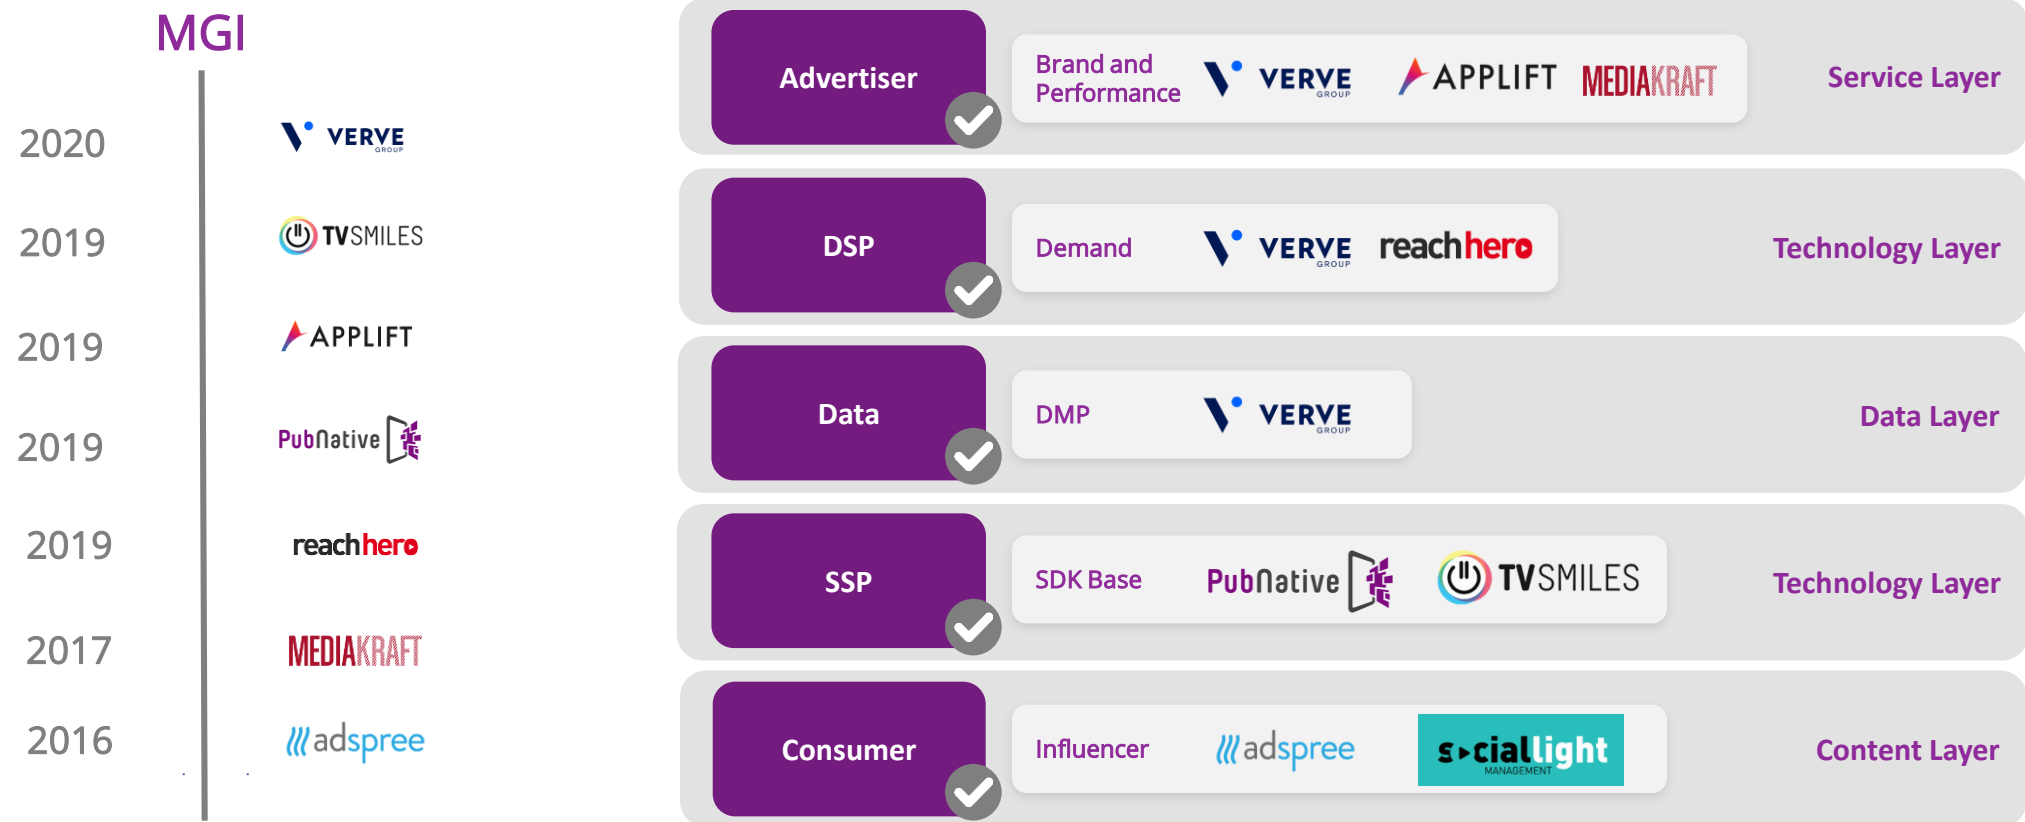 MGI
2020
VERVE
GROUP
2019
TVSMILES
2019
APPLIFT
2019
PubNative
2019
reachhero
2017
MEDIAKRAFT
2016
adspree
Advertiser
Brand and
Performance
VERVE
GROUP
APPLIFT
MEDIAKRAFT
Service Layer
DSP
Demand
VERVE
GROUP
reachhero
Technology Layer
Data
DMP
VERVE
GROUP
Data Layer
SSP
SDK Base
PubNative
TVSMILES
Technology Layer
Consumer
Influencer
adspree
sociallight
MANAGEMENT
Content Layer